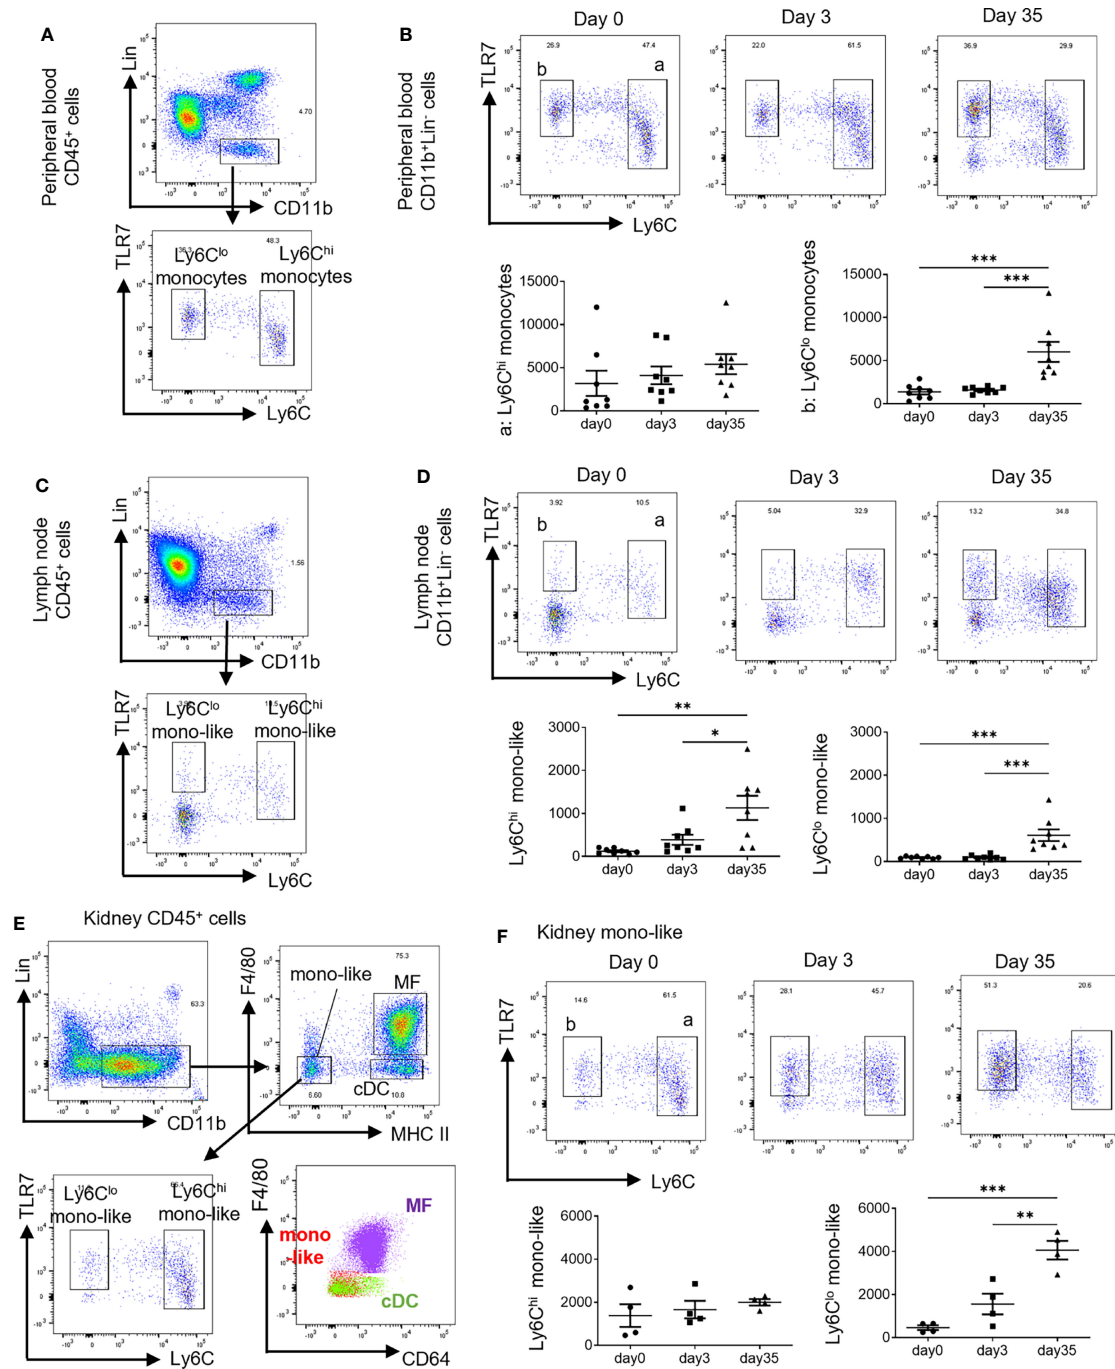 A
Peripheral blood
CD45⁺ cells
Lin
4.70
CD11b
TLR7
48.3
Ly6Cˡᵒ
monocytes
Ly6Cʰⁱ
monocytes
Ly6C
B
Peripheral blood
CD11b⁺Lin⁻ cells
Day 0
Day 3
Day 35
TLR7
26.9
47.4
b
a
22.0
61.5
36.9
29.9
Ly6C
a: Ly6Cʰⁱ monocytes
15000
10000
5000
0
day0
day3
day35
b: Ly6Cˡᵒ monocytes
15000
10000
5000
0
***
***
day0
day3
day35
C
Lymph node
CD45⁺ cells
Lin
1.56
CD11b
TLR7
Ly6Cˡᵒ
mono-like
Ly6Cʰⁱ
mono-like
Ly6C
D
Lymph node
CD11b⁺Lin⁻ cells
Day 0
Day 3
Day 35
TLR7
3.92
10.5
b
a
5.04
32.9
13.2
34.8
Ly6C
Ly6Cʰⁱ mono-like
3000
2000
1000
0
**
*
day0
day3
day35
Ly6Cˡᵒ mono-like
3000
2000
1000
0
***
***
day0
day3
day35
E
Kidney CD45⁺ cells
Lin
63.3
CD11b
F4/80
75.3
mono-like
MF
cDC
10.8
MHC II
TLR7
Ly6Cˡᵒ
mono-like
Ly6Cʰⁱ
mono-like
Ly6C
F4/80
MF
mono
-like
cDC
CD64
F
Kidney mono-like
Day 0
Day 3
Day 35
TLR7
14.6
61.5
b
a
28.1
45.7
51.3
20.6
Ly6C
Ly6Cʰⁱ mono-like
6000
4000
2000
0
day0
day3
day35
Ly6Cˡᵒ mono-like
6000
4000
2000
0
***
**
day0
day3
day35